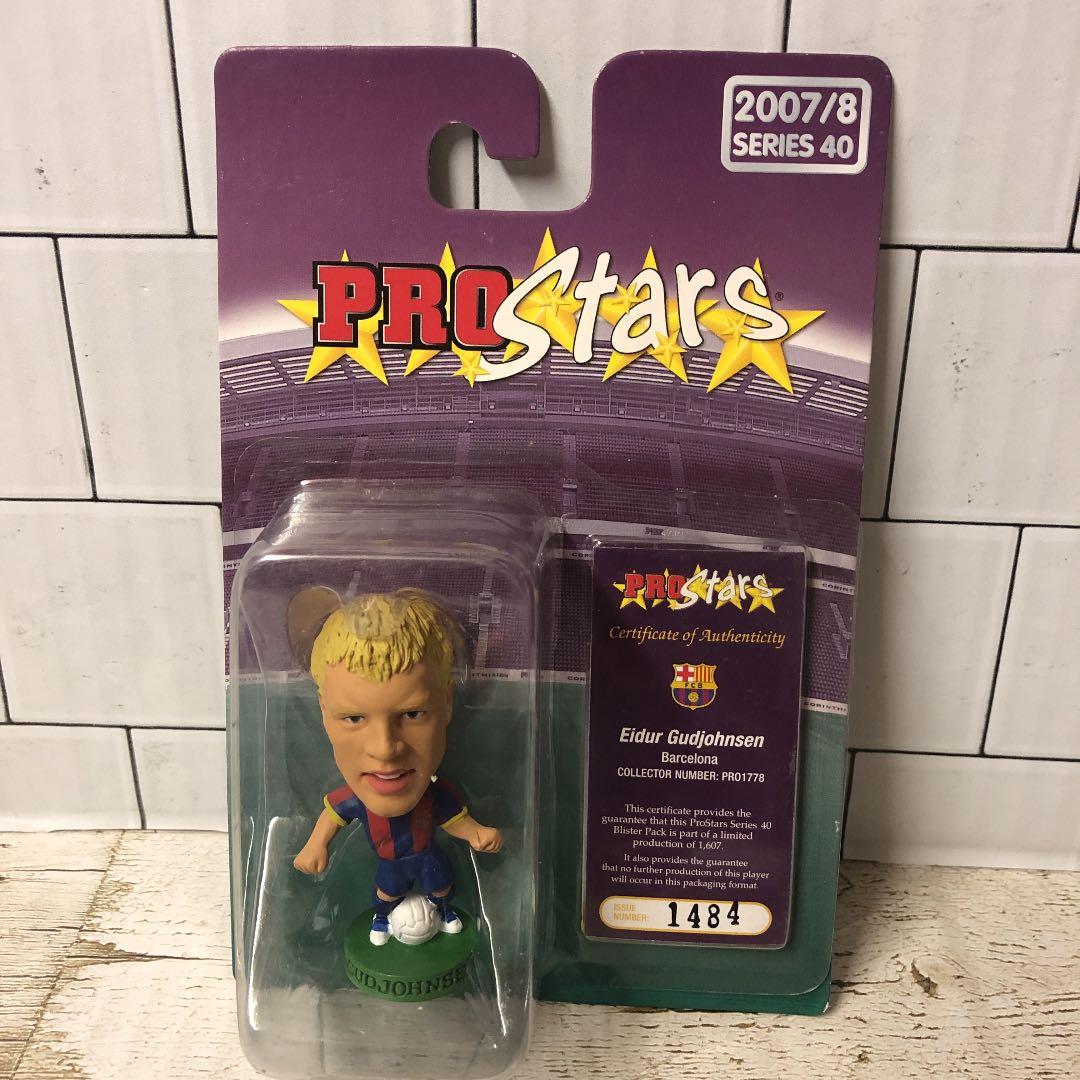 2007/8
SERIES 40
PROStars®
PROStars
Certificate of Authenticity
FCB
Eidur Gudjohnsen
Barcelona
COLLECTOR NUMBER: PRO1778
This certificate provides the
guarantee that this ProStars Series 40
Blister Pack is part of a limited
production of 1,607.
It also provides the guarantee
that no further production of this player
will occur in this packaging format.
ISSUE
NUMBER: 1484
GUDJOHNSE